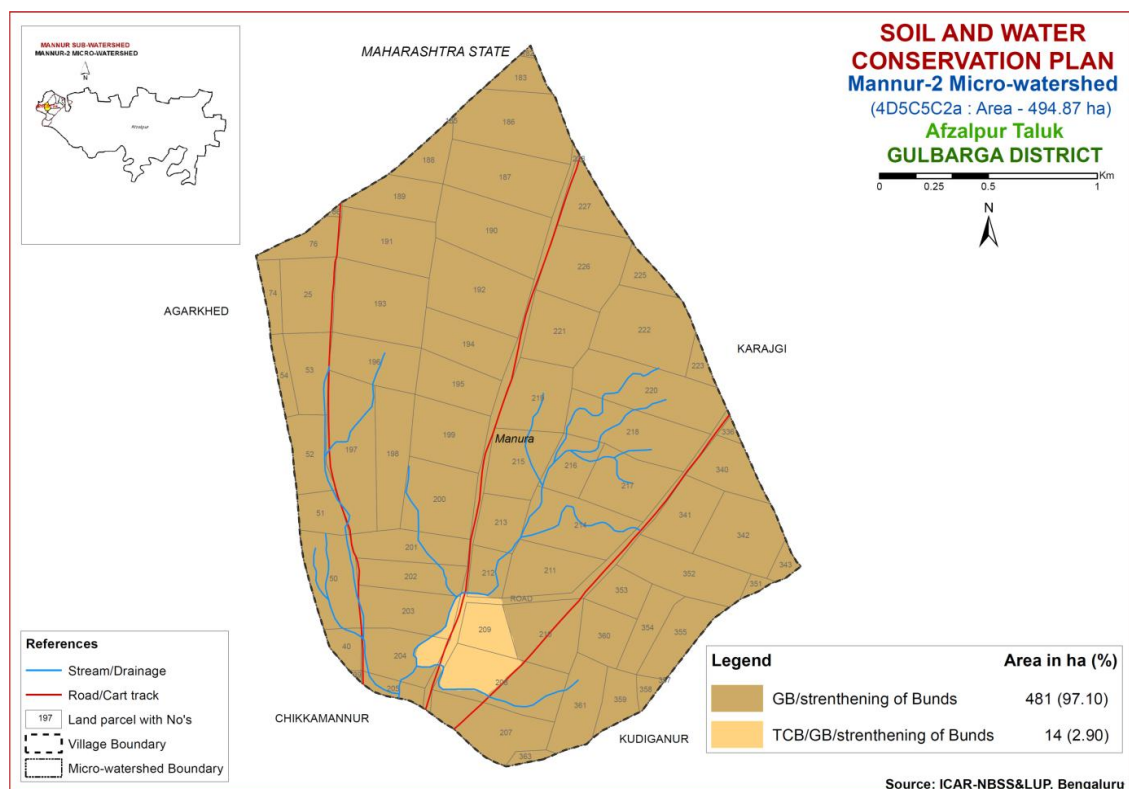 MANNUR SUB-WATERSHED
MANNUR-2 MICRO-WATERSHED
N
Afzalpur
MAHARASHTRA STATE
SOIL AND WATER
CONSERVATION PLAN
Mannur-2 Micro-watershed
(4D5C5C2a : Area - 494.87 ha)
Afzalpur Taluk
GULBARGA DISTRICT
Km
0 0.25 0.5 1
N
183
186
188
187
189
227
190
76
191
226
225
74
25
193
192
221
222
AGARKHED
KARAJGI
194
223
54
53
196
195
220
219
218
336
199
Manura
52
197
198
215
216
340
217
200
51
213
214
341
342
201
212
211
343
50
202
352
351
353
ROAD
203
209
210
354
355
360
40
204
205
206
361
359
358
207
363
CHIKKAMANNUR
KUDIGANUR
References
Stream/Drainage
Road/Cart track
197 Land parcel with No's
Village Boundary
Micro-watershed Boundary
Legend Area in ha (%)
GB/strenthening of Bunds 481 (97.10)
TCB/GB/strenthening of Bunds 14 (2.90)
Source: ICAR-NBSS&LUP, Bengaluru